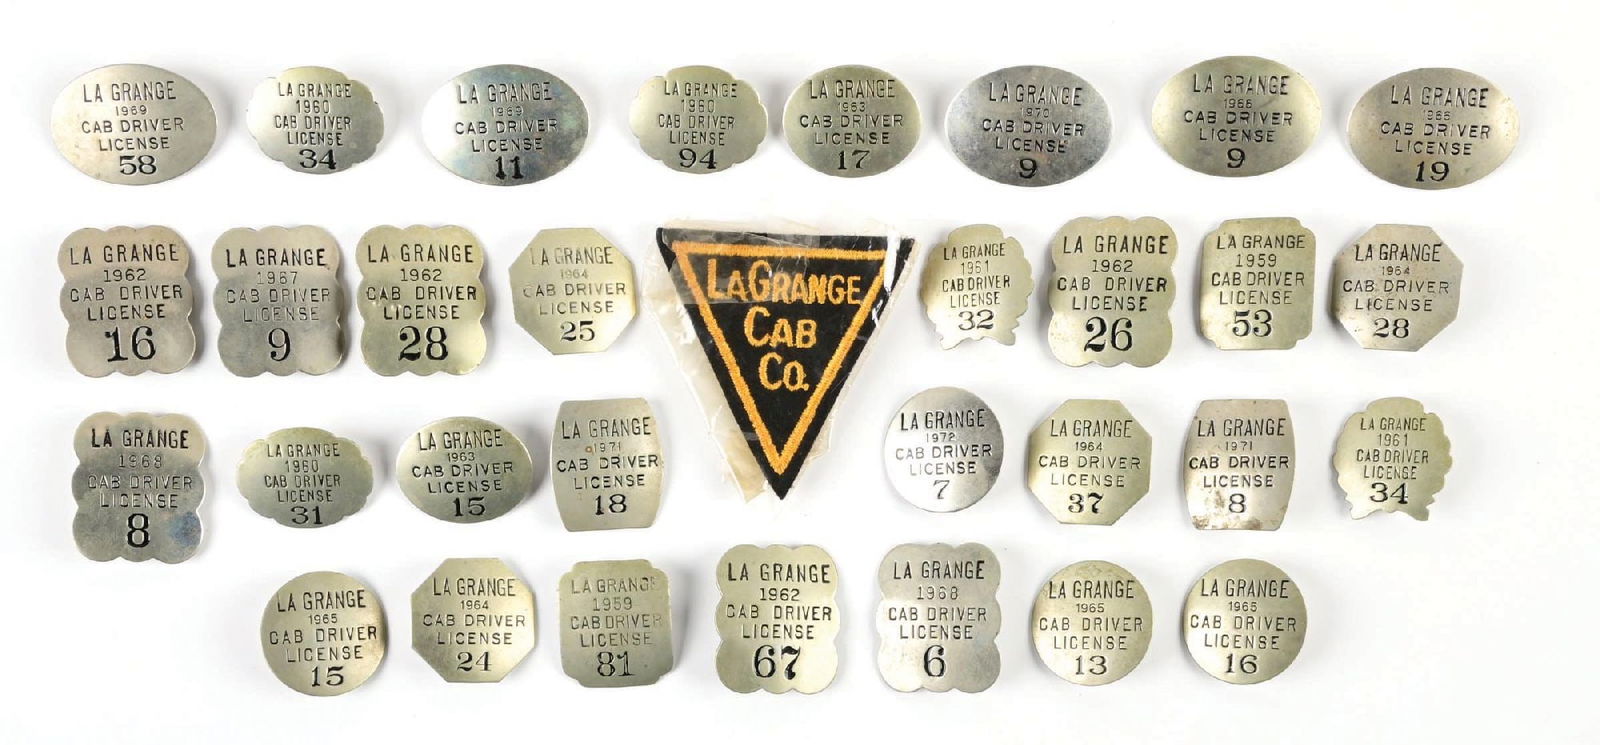 LA GRANGE
1969
CAB DRIVER
LICENSE
58
LA GRANGE
1960
CAB DRIVER
LICENSE
34
LA GRANGE
1969
CAB DRIVER
LICENSE
11
LA GRANGE
1960
CAB DRIVER
LICENSE
94
LA GRANGE
1963
CAB DRIVER
LICENSE
17
LA GRANGE
1970
CAB DRIVER
LICENSE
9
LA GRANGE
1966
CAB DRIVER
LICENSE
9
LA GRANGE
1966
CAB DRIVER
LICENSE
19
LA GRANGE
1962
CAB DRIVER
LICENSE
16
LA GRANGE
1967
CAB DRIVER
LICENSE
9
LA GRANGE
1962
CAB DRIVER
LICENSE
28
LA GRANGE
1964
CAB DRIVER
LICENSE
25
LAGRANGE
CAB
CO.
LA GRANGE
1961
CAB DRIVER
LICENSE
32
LA GRANGE
1962
CAB DRIVER
LICENSE
26
LA GRANGE
1959
CAB DRIVER
LICENSE
53
LA GRANGE
1964
CAB DRIVER
LICENSE
28
LA GRANGE
1968
CAB DRIVER
LICENSE
8
LA GRANGE
1960
CAB DRIVER
LICENSE
31
LA GRANGE
1963
CAB DRIVER
LICENSE
15
LA GRANGE
1971
CAB DRIVER
LICENSE
18
LA GRANGE
1972
CAB DRIVER
LICENSE
7
LA GRANGE
1964
CAB DRIVER
LICENSE
37
LA GRANGE
1971
CAB DRIVER
LICENSE
8
LA GRANGE
1961
CAB DRIVER
LICENSE
34
LA GRANGE
1965
CAB DRIVER
LICENSE
15
LA GRANGE
1964
CAB DRIVER
LICENSE
24
LA GRANGE
1959
CAB DRIVER
LICENSE
81
LA GRANGE
1962
CAB DRIVER
LICENSE
67
LA GRANGE
1968
CAB DRIVER
LICENSE
6
LA GRANGE
1965
CAB DRIVER
LICENSE
13
LA GRANGE
1965
CAB DRIVER
LICENSE
16